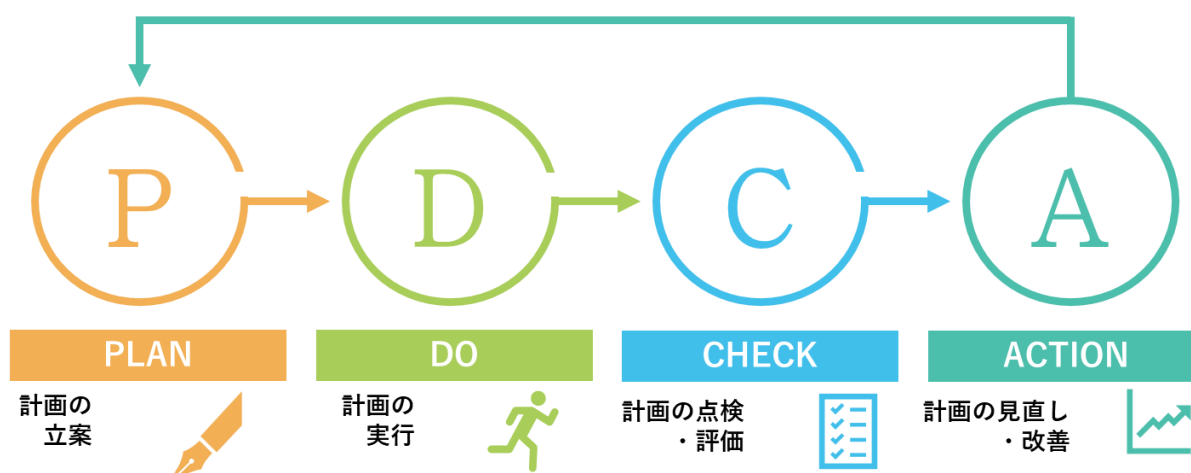 P
D
C
A
PLAN
DO
CHECK
ACTION
計画の
立案
計画の
実行
計画の点検
・評価
計画の見直し
・改善